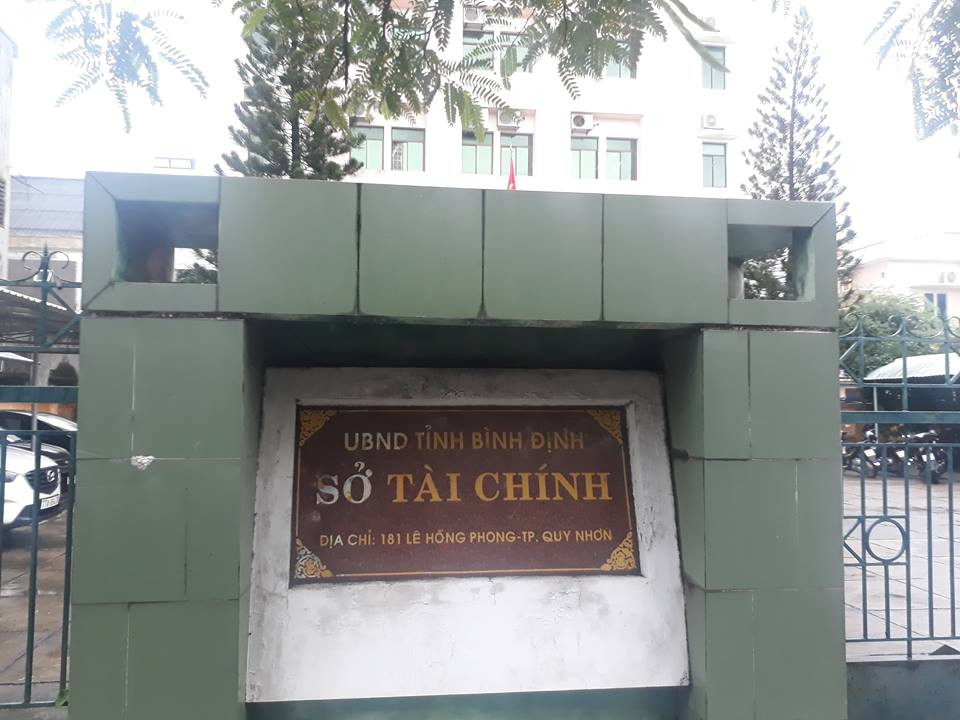 UBND TỈNH BÌNH ĐỊNH
SỞ TÀI CHÍNH
ĐỊA CHỈ: 181 LÊ HỒNG PHONG-TP. QUY NHƠN